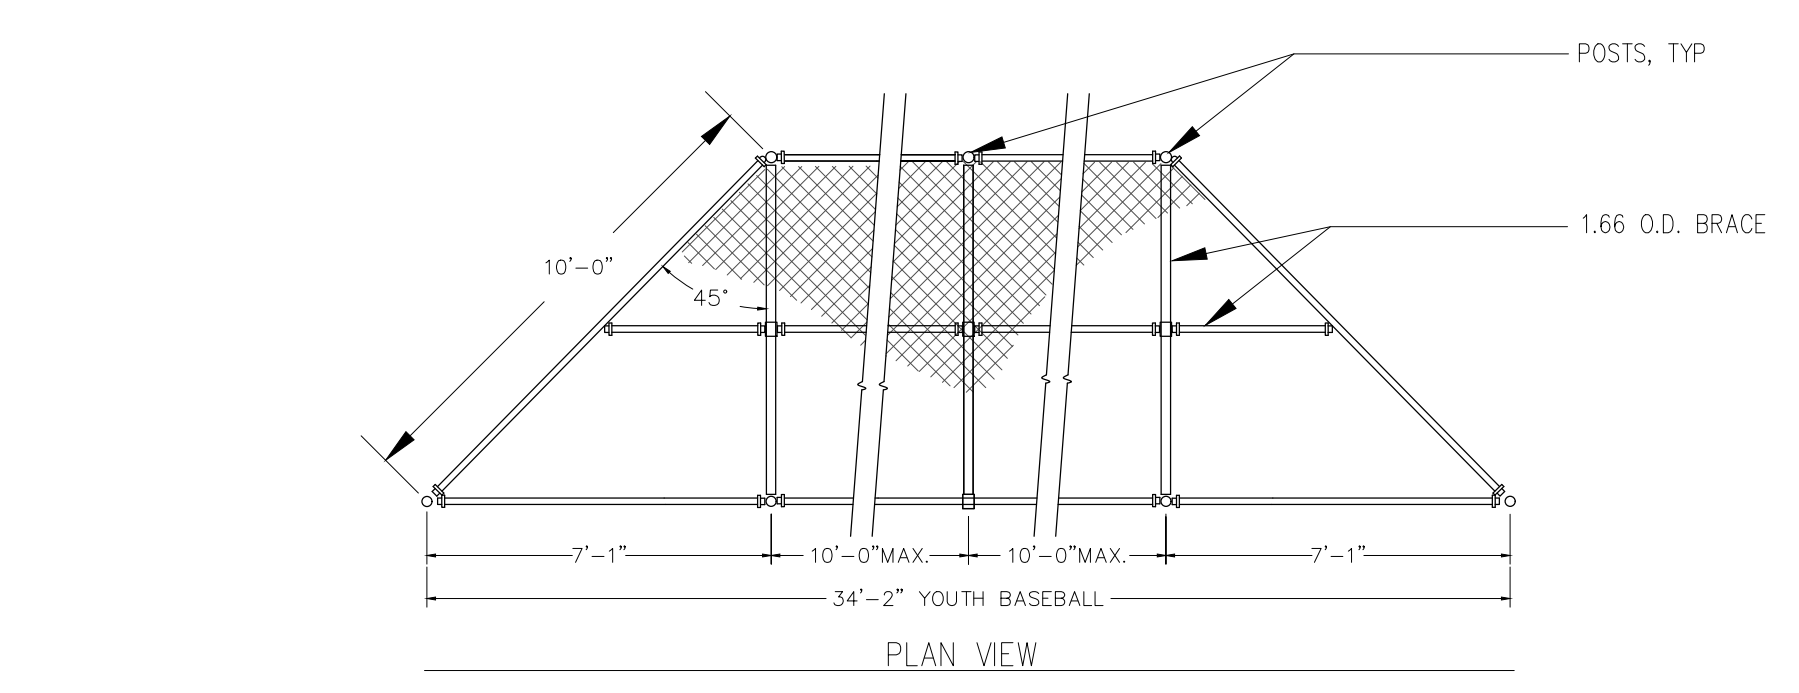 POSTS, TYP
1.66 O.D. BRACE
10'-0"
45°
7'-1" 10'-0"MAX. 10'-0"MAX. 7'-1"
34'-2" YOUTH BASEBALL
PLAN VIEW